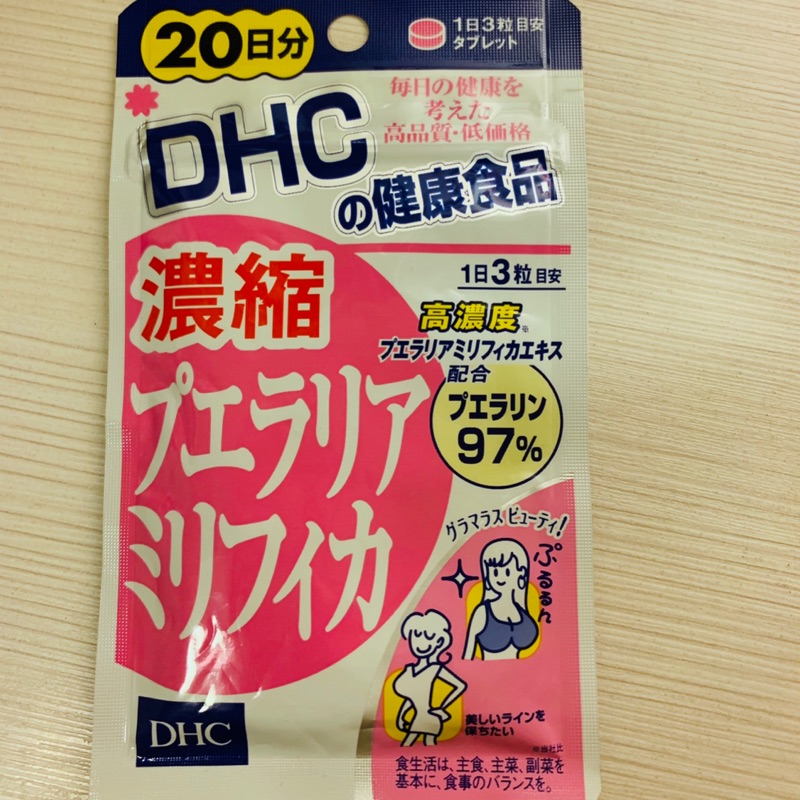 20日分
1日3粒目安
タブレット
毎日の健康を
考えた
高品質・低価格
DHC
の健康食品
1日3粒目安
濃縮
高濃度※
プエラリアミリフィカエキス
配合
プエラリン
97%
プエラリア
ミリフィカ
グラマラス ビューティ!
ぷるるん
美しいラインを
保ちたい
DHC
※当社比
食生活は、主食、主菜、副菜を
基本に、食事のバランスを。